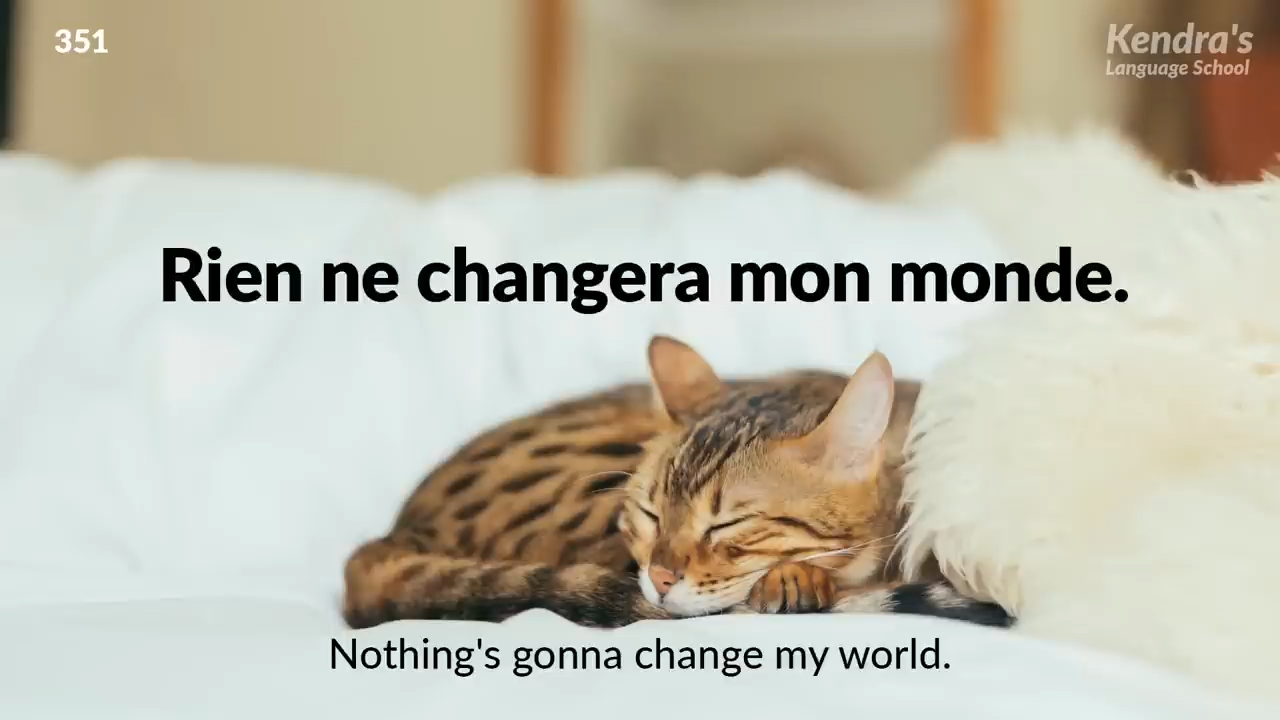 351
Kendra's
Language School
Rien ne changera mon monde.
Nothing's gonna change my world.